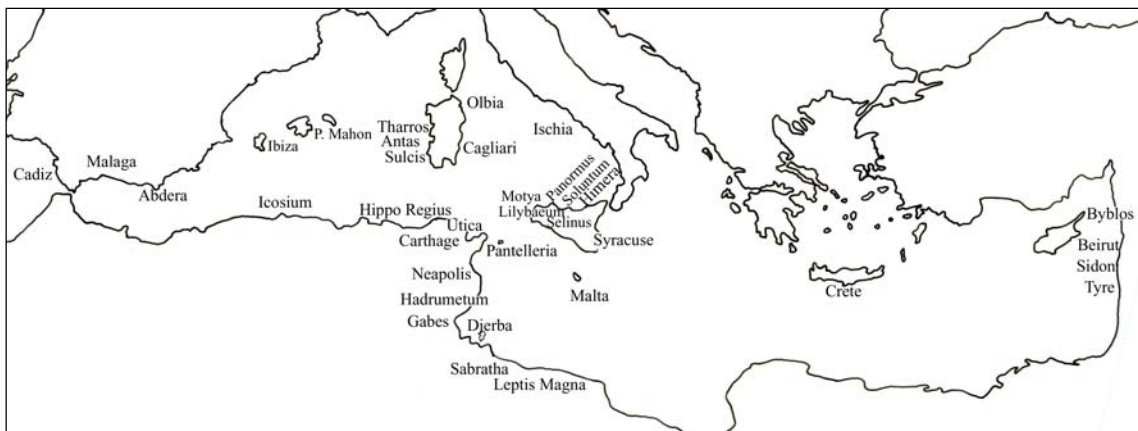 Olbia
Ischia
Tharros
Antas
Sulcis
P. Mahon
Ibiza
Cagliari
Malaga
Cadiz
Abdera
Icosium
Hippo Regius
Utica
Carthage
Motya
Lilybaeum
Panormus
Soluntum
Himera
Selinus
Syracuse
Pantelleria
Neapolis
Malta
Hadrumetum
Gabes
Djerba
Sabratha
Leptis Magna
Crete
Byblos
Beirut
Sidon
Tyre